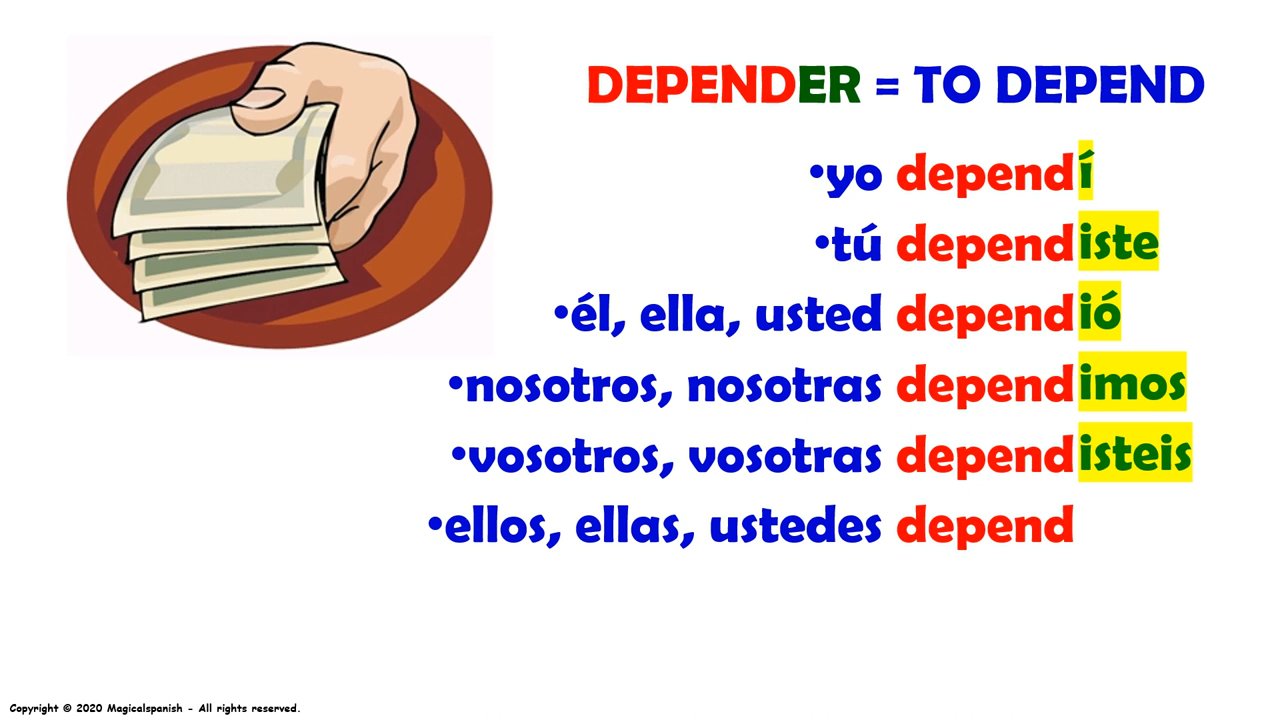 DEPENDER = TO DEPEND
•yo dependí
•tú dependiste
•él, ella, usted dependió
•nosotros, nosotras dependimos
•vosotros, vosotras dependisteis
•ellos, ellas, ustedes depend
Copyright © 2020 Magicalspanish - All rights reserved.